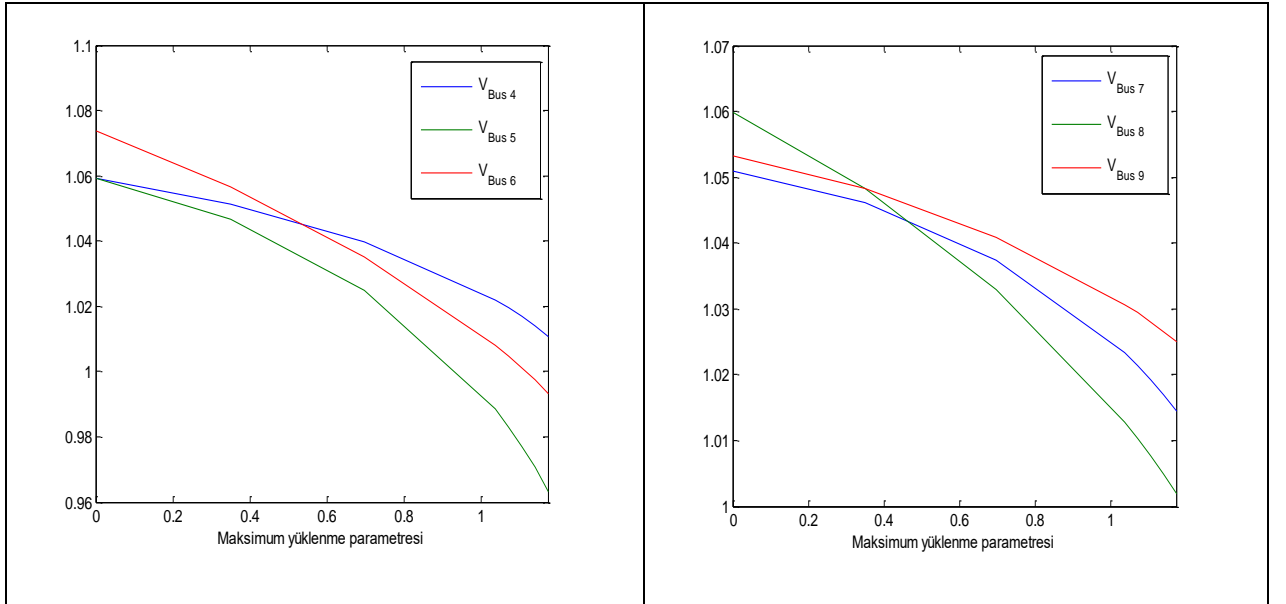 1.1
1.08
1.06
1.04
1.02
1
0.98
0.96
0 0.2 0.4 0.6 0.8 1
Maksimum yüklenme parametresi
V Bus 4
V Bus 5
V Bus 6
1.07
1.06
1.05
1.04
1.03
1.02
1.01
1
0 0.2 0.4 0.6 0.8 1
Maksimum yüklenme parametresi
V Bus 7
V Bus 8
V Bus 9